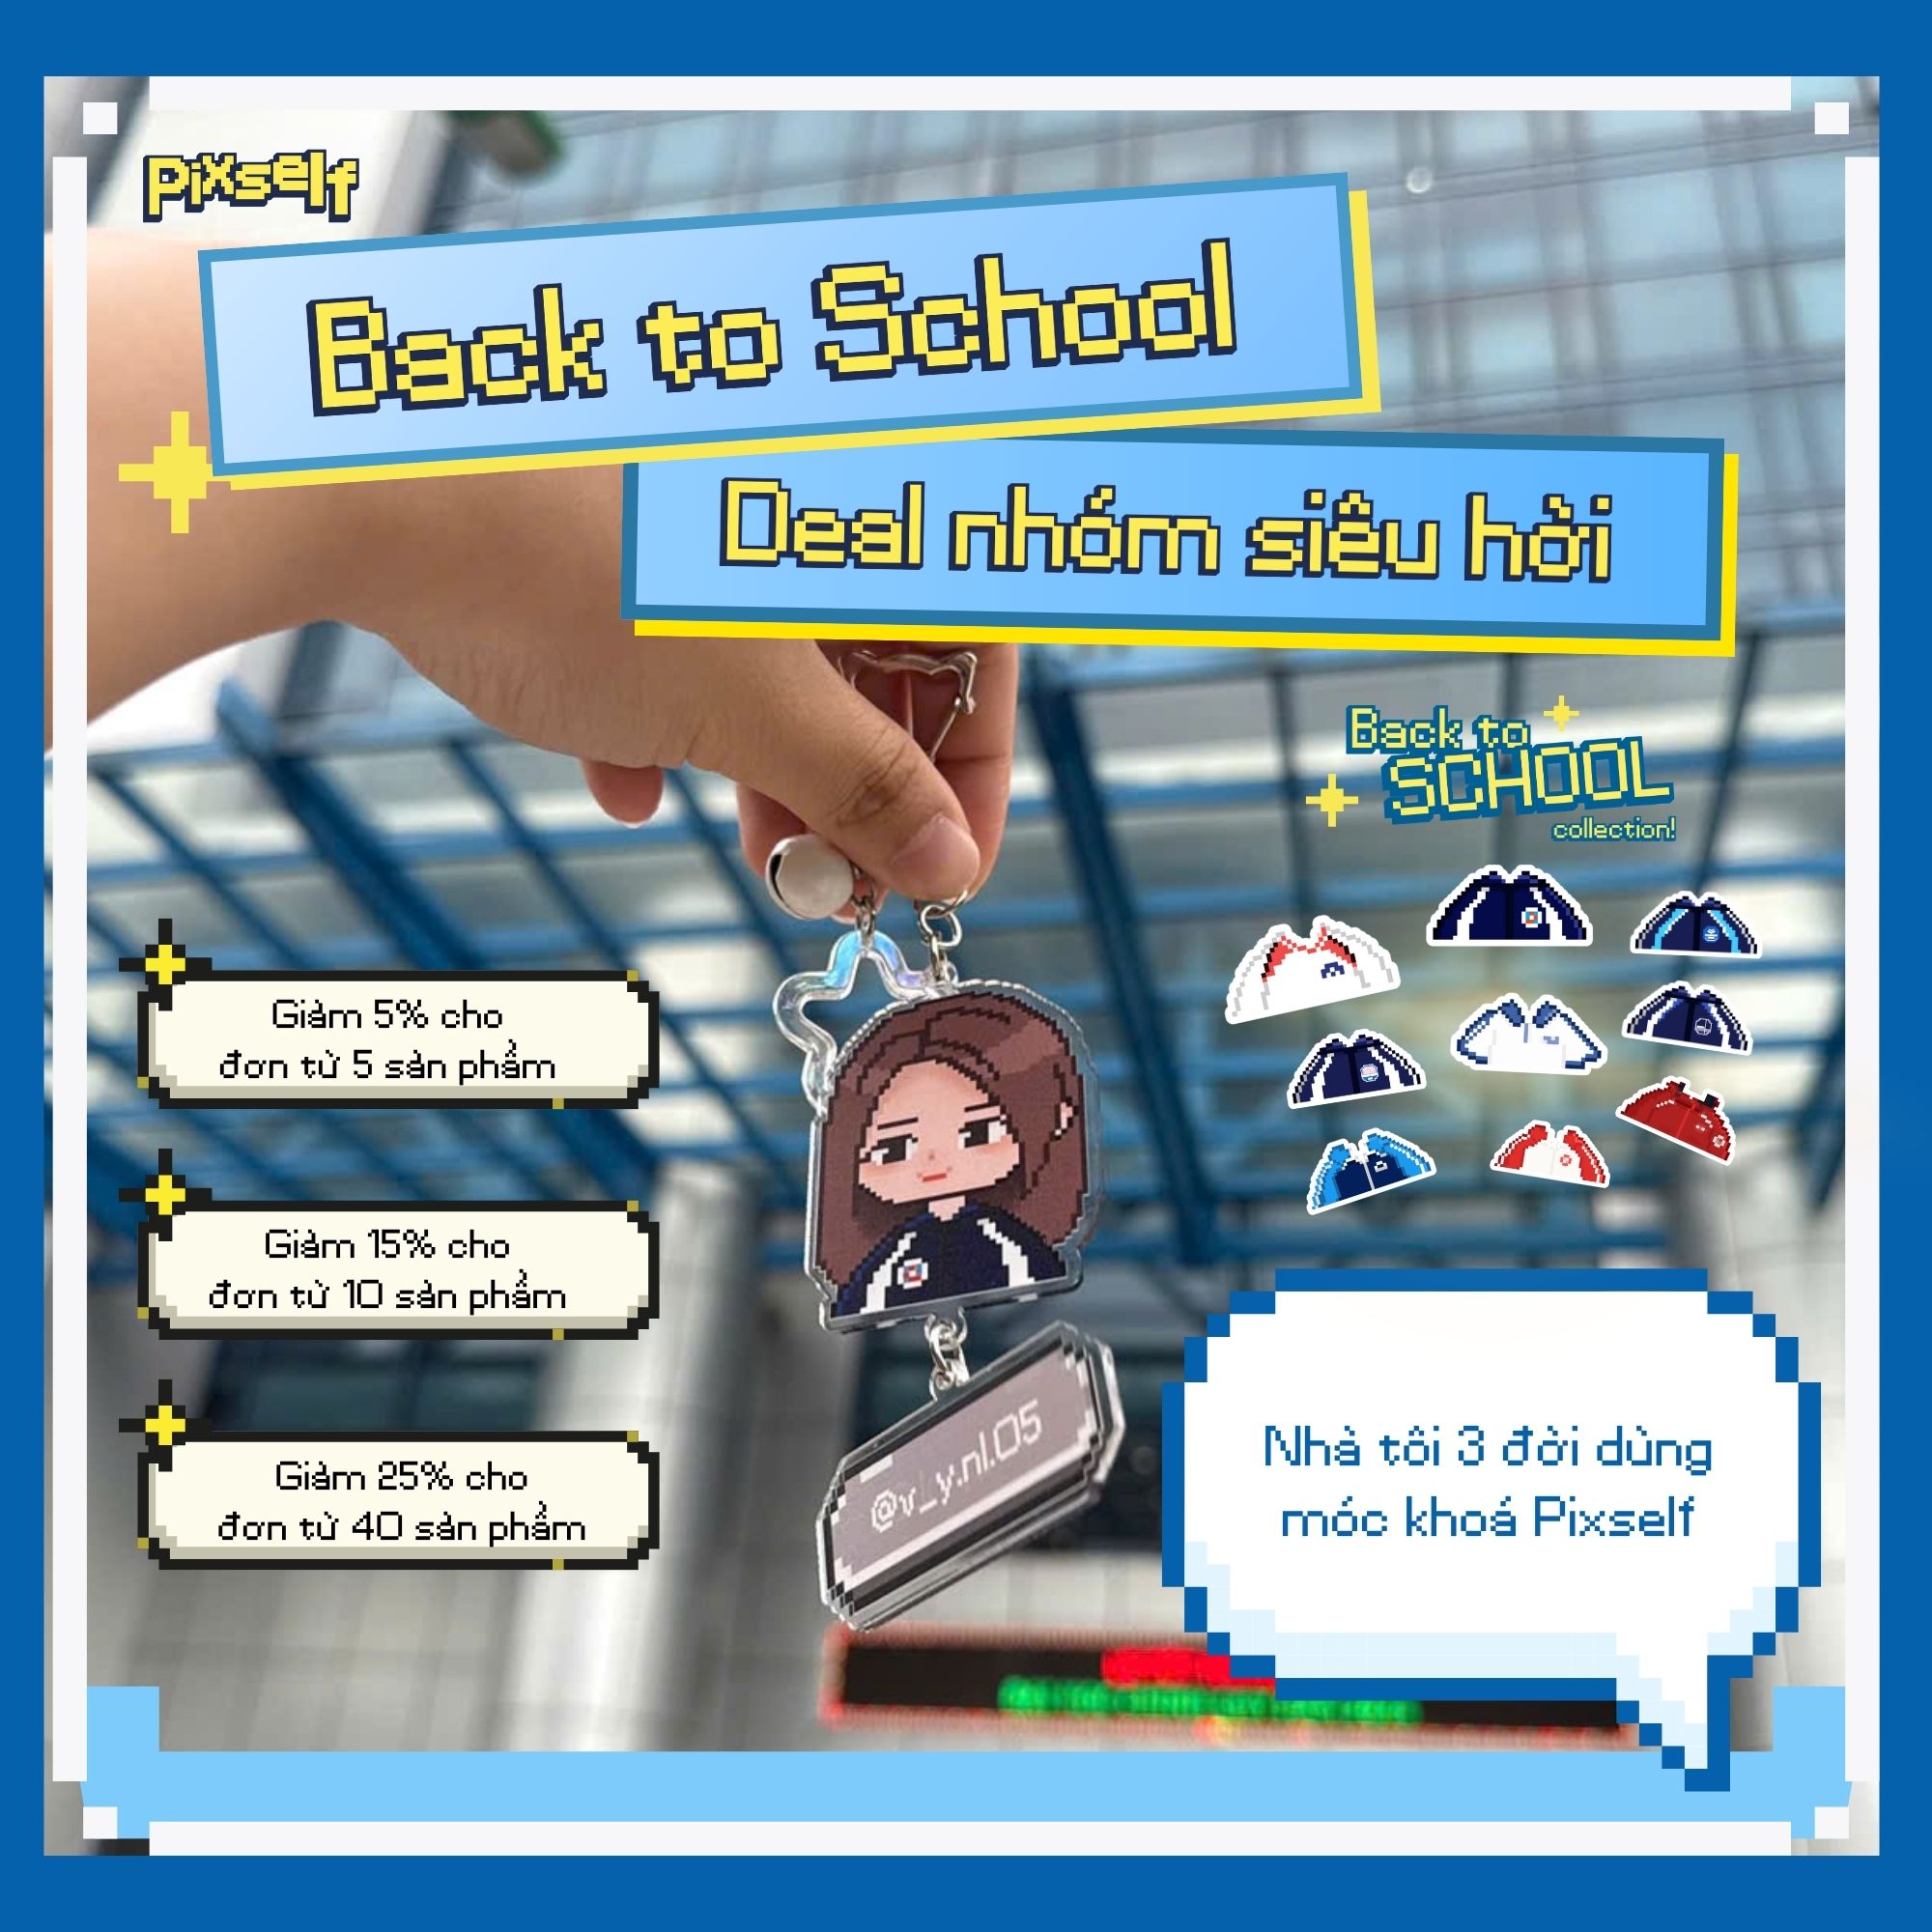 pixself
Back to School
Deal nhóm siêu hời
Back to
SCHOOL
collection!
Giảm 5% cho
đơn từ 5 sản phẩm
Giảm 15% cho
đơn từ 10 sản phẩm
Giảm 25% cho
đơn từ 40 sản phẩm
@v_y.nl.05
Nhà tôi 3 đời dùng
móc khoá Pixself